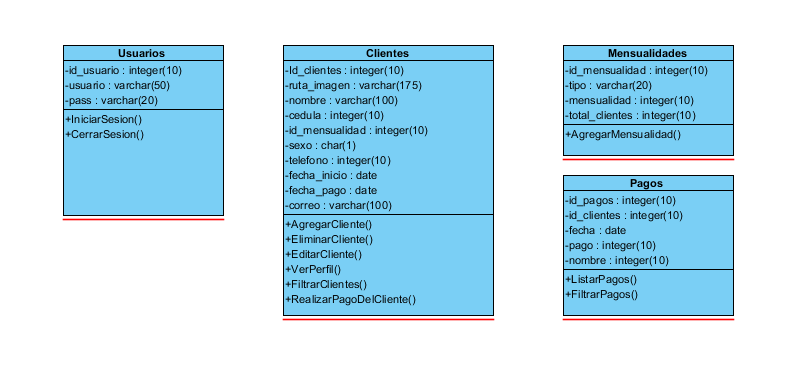 Usuarios
-id_usuario : integer(10)
-usuario : varchar(50)
-pass : varchar(20)
+IniciarSesion()
+CerrarSesion()
Clientes
-Id_clientes : integer(10)
-ruta_imagen : varchar(175)
-nombre : varchar(100)
-cedula : integer(10)
-id_mensualidad : integer(10)
-sexo : char(1)
-telefono : integer(10)
-fecha_inicio : date
-fecha_pago : date
-correo : varchar(100)
+AgregarCliente()
+EliminarCliente()
+EditarCliente()
+VerPerfil()
+FiltrarClientes()
+RealizarPagoDelCliente()
Mensualidades
-id_mensualidad : integer(10)
-tipo : varchar(20)
-mensualidad : integer(10)
-total_clientes : integer(10)
+AgregarMensualidad()
Pagos
-id_pagos : integer(10)
-id_clientes : integer(10)
-fecha : date
-pago : integer(10)
-nombre : integer(10)
+ListarPagos()
+FiltrarPagos()